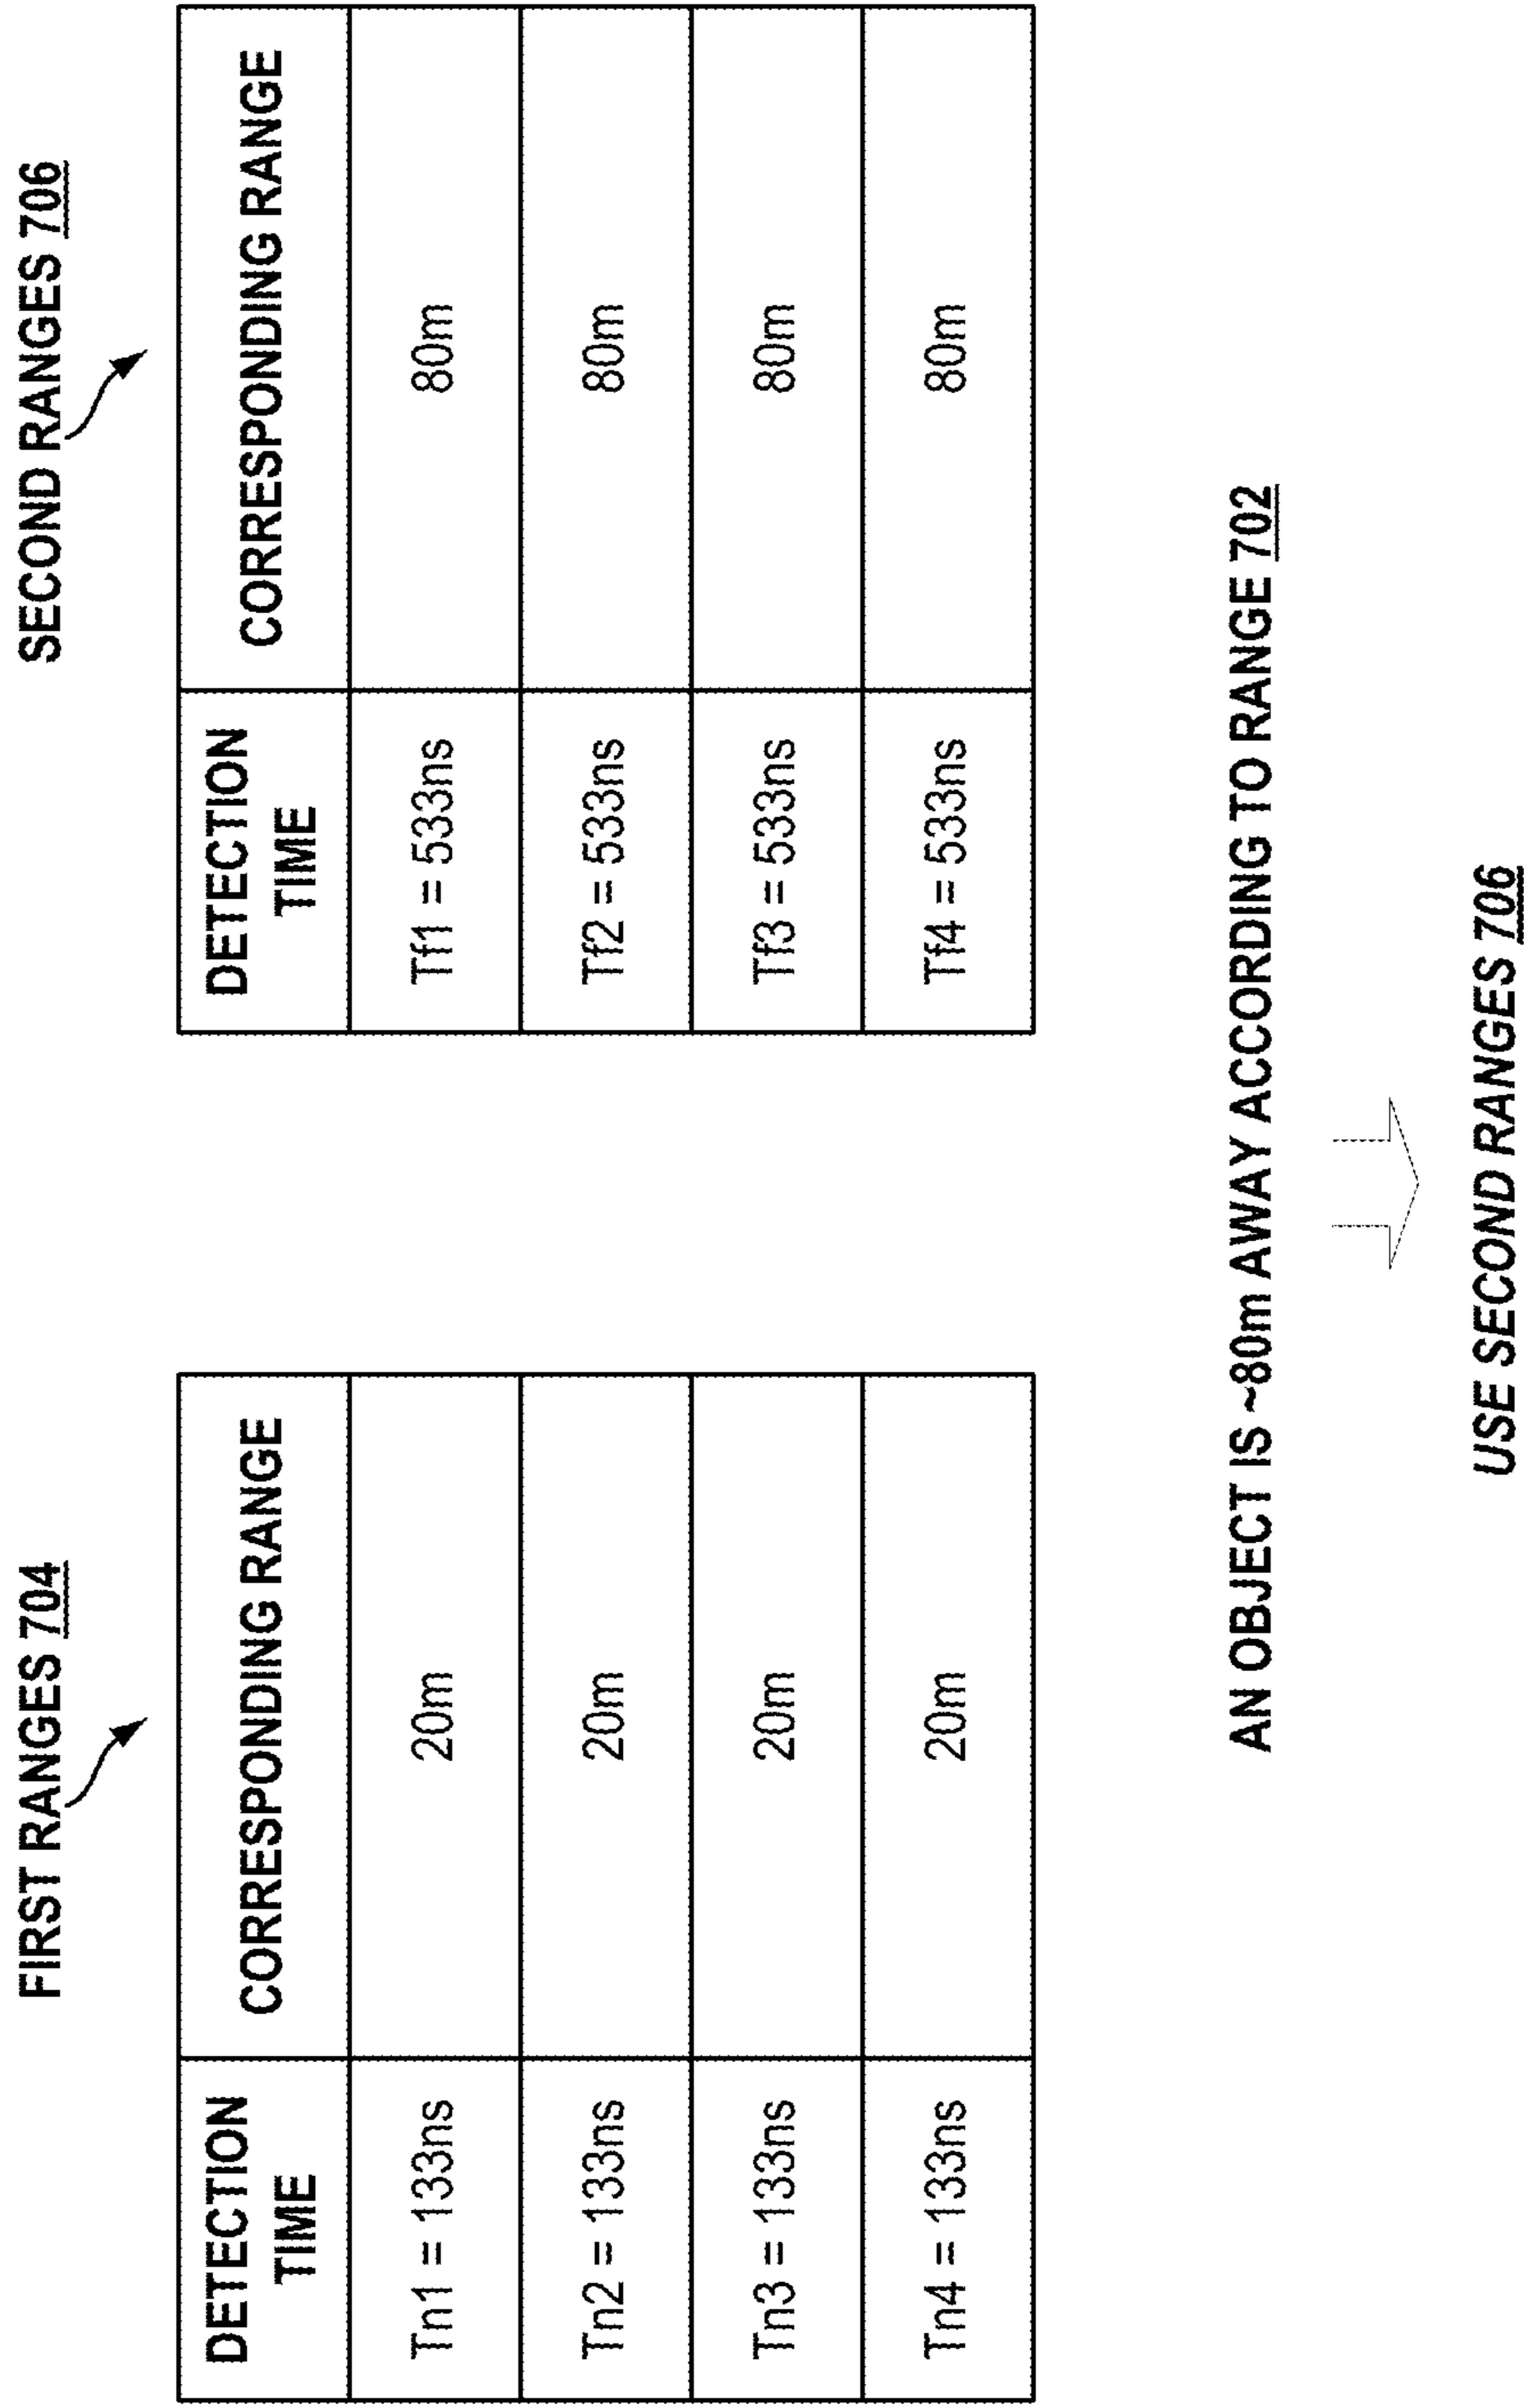 FIRST RANGES 704
DETECTION TIME
CORRESPONDING RANGE
Tn1 = 133ns
20m
Tn2 = 133ns
20m
Tn3 = 133ns
20m
Tn4 = 133ns
20m
SECOND RANGES 706
DETECTION TIME
CORRESPONDING RANGE
Tf1 = 533ns
80m
Tf2 = 533ns
80m
Tf3 = 533ns
80m
Tf4 = 533ns
80m
AN OBJECT IS ~80m AWAY ACCORDING TO RANGE 702
USE SECOND RANGES 706